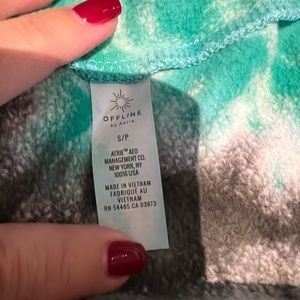 OFFLINE
by Aerie
S/P
AERIE™ AEO
MANAGEMENT CO.
NEW YORK, NY
10016 USA
MADE IN VIETNAM
FABRIQUÉ AU
VIETNAM
RN 54485 CA 03873